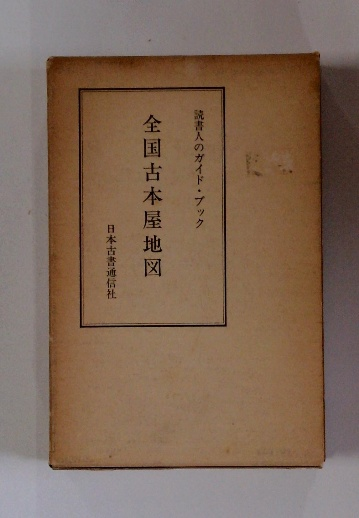 読書人のガイド・ブック
全国古本屋地図
日本古書通信社